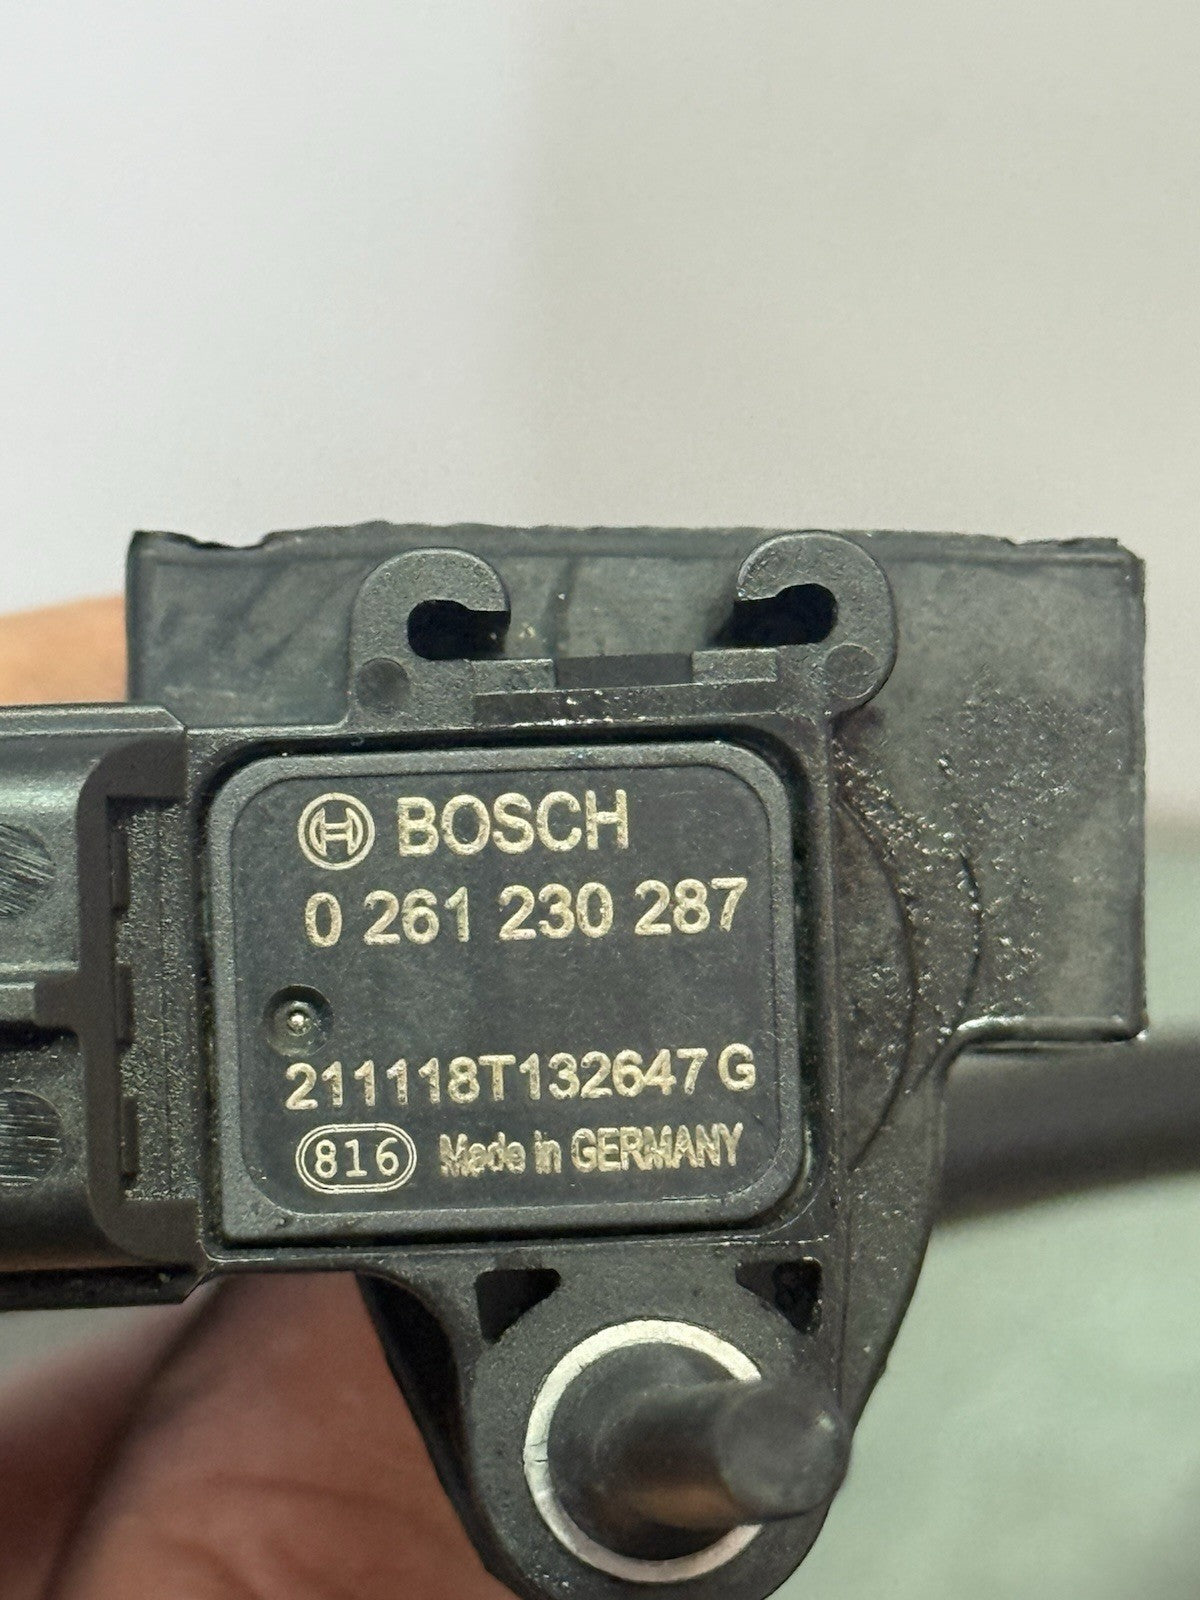 BOSCH
0 261 230 287
211118T132647 G
816 Made in GERMANY